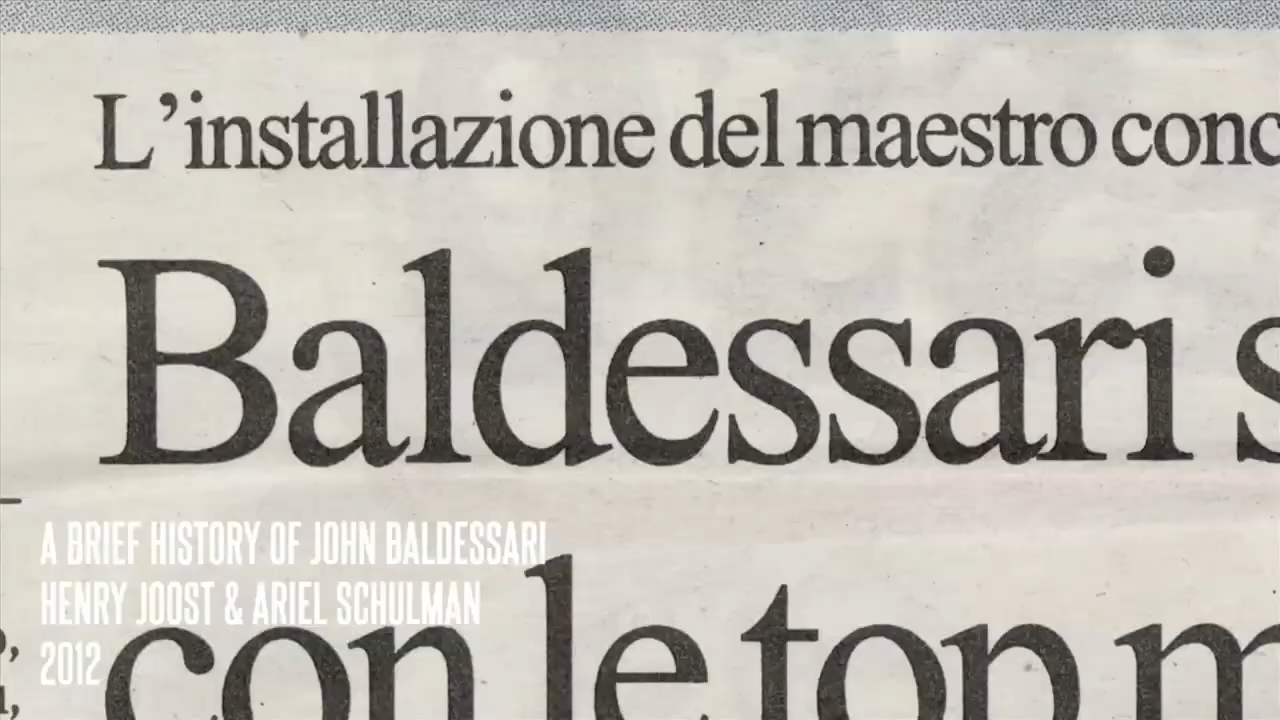 L’installazione del maestro conc
Baldessari s
con le top m
A BRIEF HISTORY OF JOHN BALDESSARI
HENRY JOOST & ARIEL SCHULMAN
2012